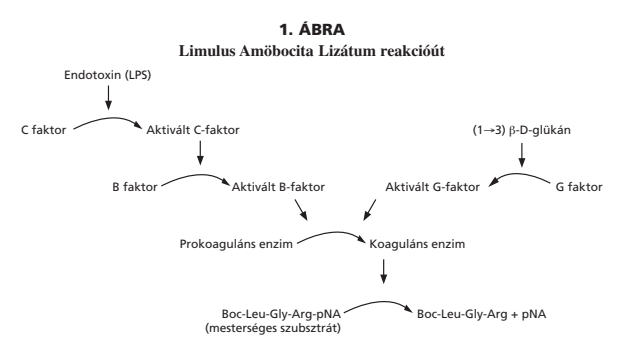 1. ÁBRA
Limulus Amöbocita Lizátum reakcióút
Endotoxin (LPS)
C faktor
Aktivált C-faktor
(1→3) β-D-glükán
B faktor
Aktivált B-faktor
Aktivált G-faktor
G faktor
Prokoaguláns enzim
Koaguláns enzim
Boc-Leu-Gly-Arg-pNA
(mesterséges szubsztrát)
Boc-Leu-Gly-Arg + pNA